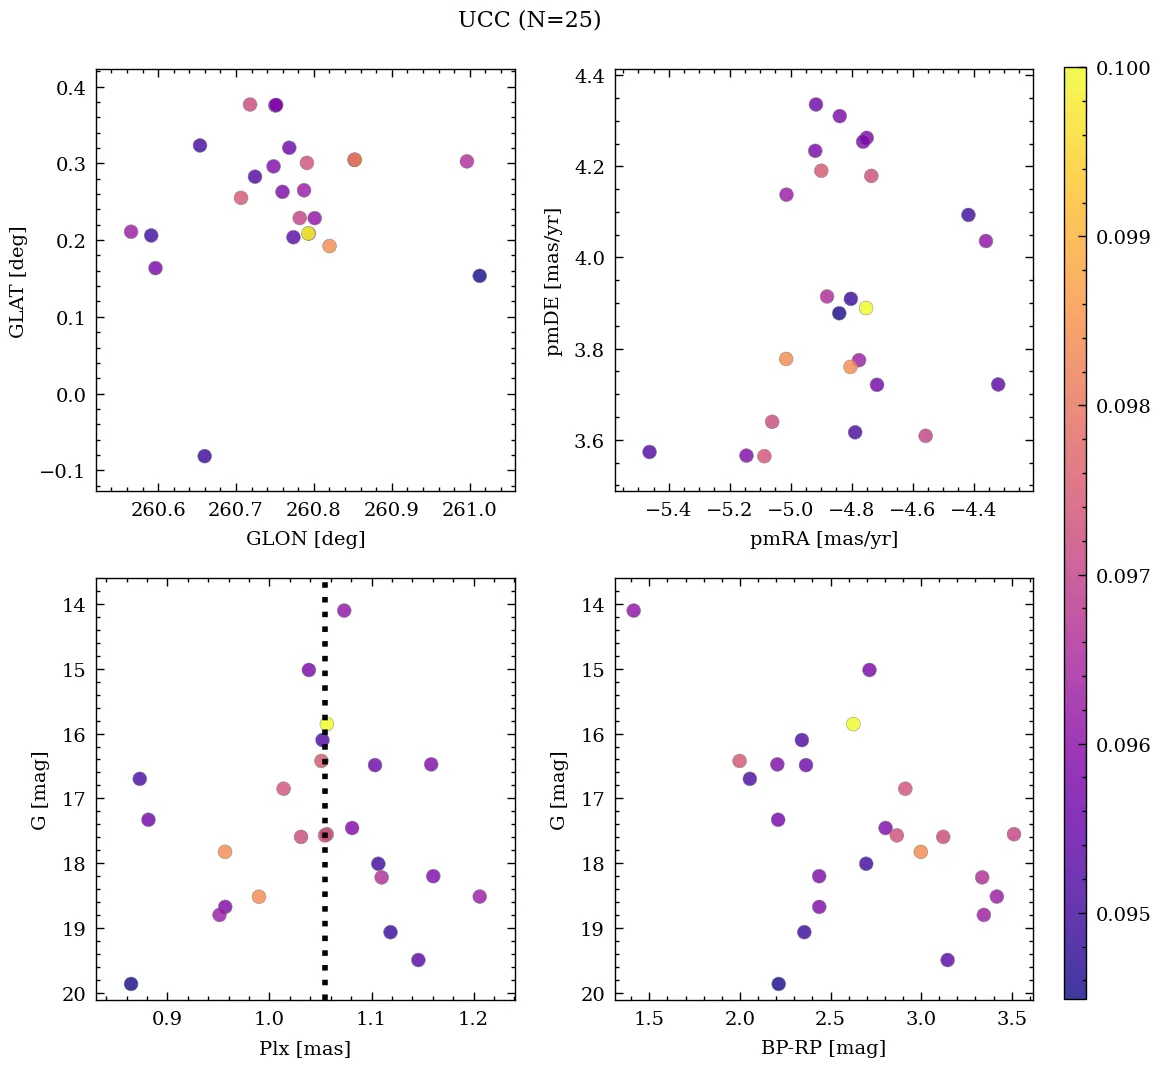 UCC (N=25)
0.4
0.3
0.2
0.1
0.0
−0.1
GLAT [deg]
260.6 260.7 260.8 260.9 261.0
GLON [deg]
4.4
4.2
4.0
3.8
3.6
pmDE [mas/yr]
−5.4 −5.2 −5.0 −4.8 −4.6 −4.4
pmRA [mas/yr]
0.100
0.099
0.098
0.097
0.096
0.095
14
15
16
17
18
19
20
G [mag]
0.9 1.0 1.1 1.2
Plx [mas]
14
15
16
17
18
19
20
G [mag]
1.5 2.0 2.5 3.0 3.5
BP-RP [mag]